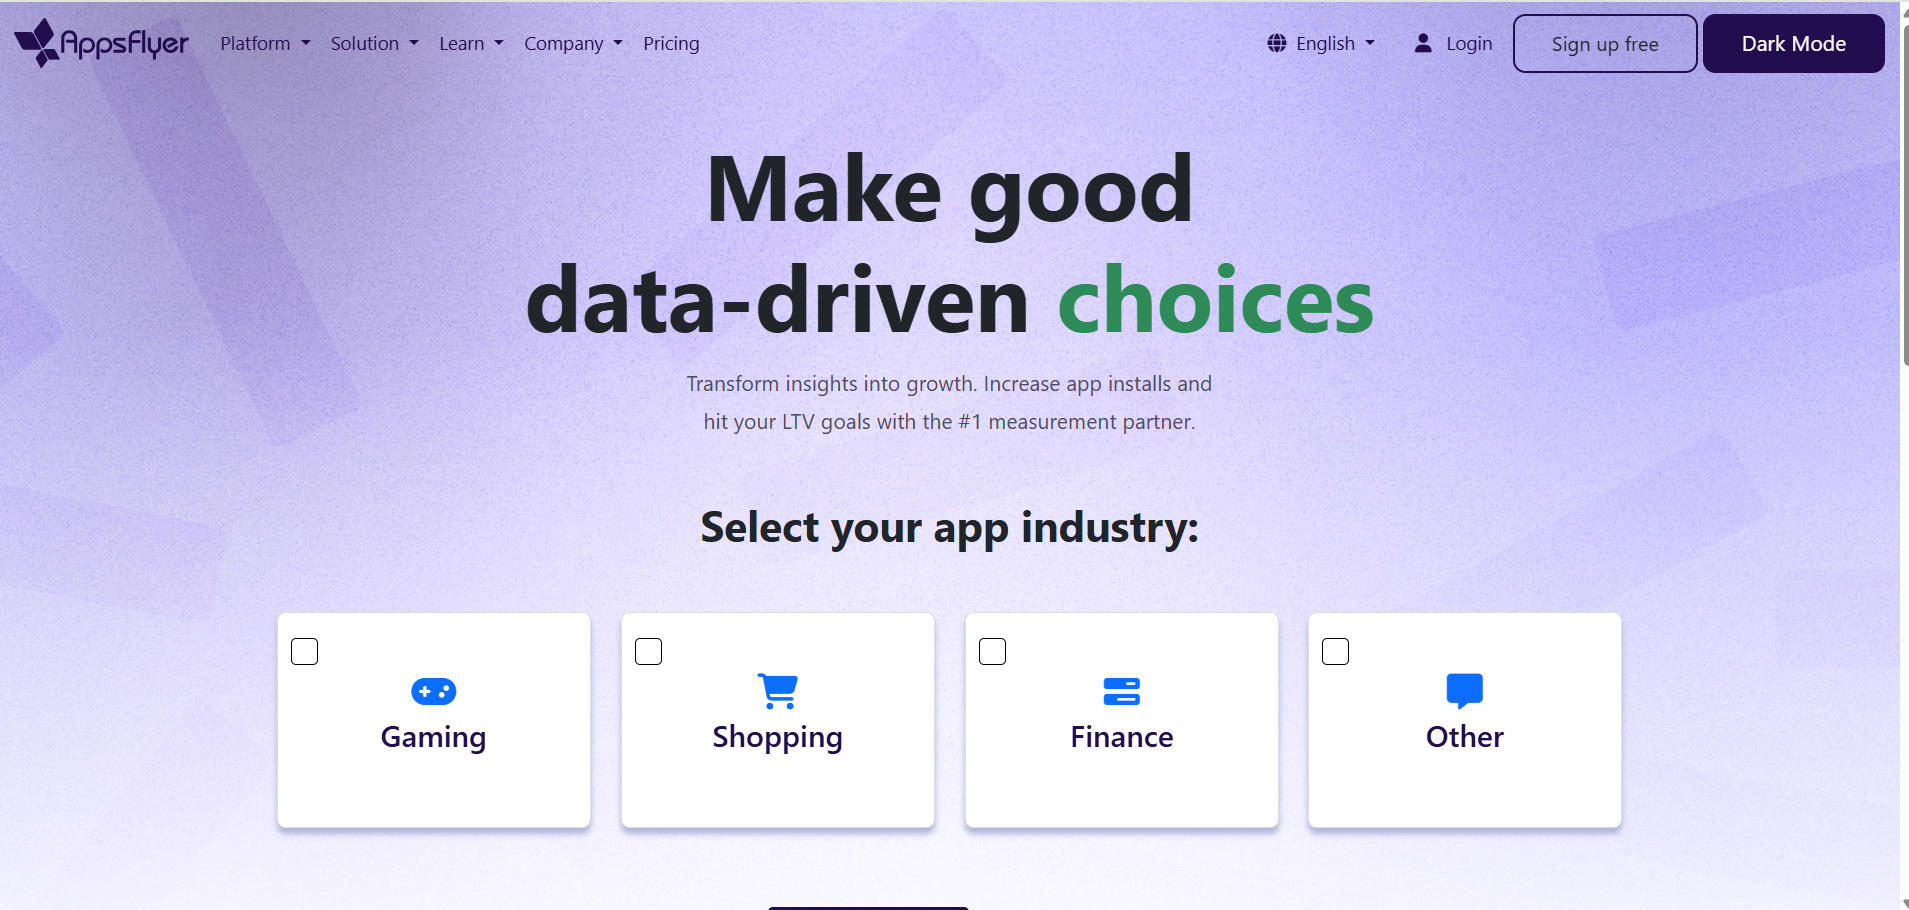 AppsFlyer Platform Solution Learn Company Pricing English Login Sign up free Dark Mode
Make good
data-driven choices
Transform insights into growth. Increase app installs and
hit your LTV goals with the #1 measurement partner.
Select your app industry:
Gaming Shopping Finance Other